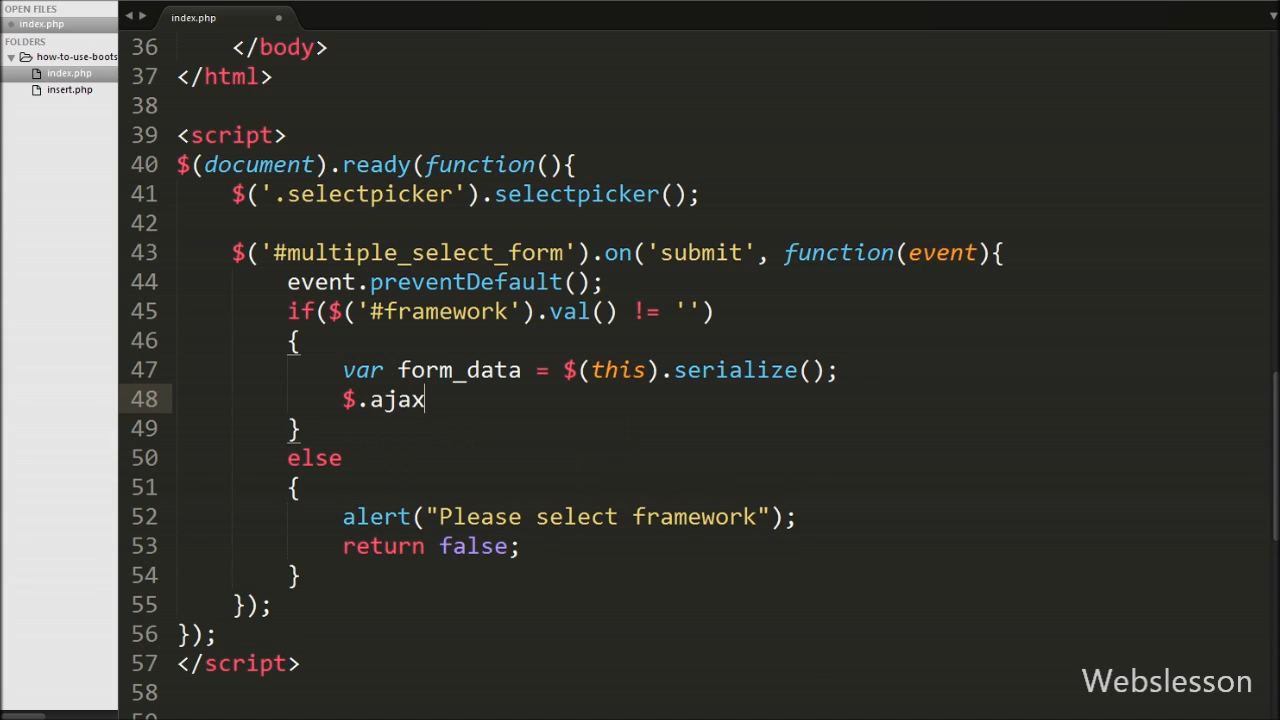 OPEN FILES
index.php
FOLDERS
how-to-use-boots
index.php
insert.php
index.php
36 </body>
37 </html>
38
39 <script>
40 $(document).ready(function(){
41 $('.selectpicker').selectpicker();
42
43 $('#multiple_select_form').on('submit', function(event){
44 event.preventDefault();
45 if($('#framework').val() != '')
46 {
47 var form_data = $(this).serialize();
48 $.ajax
49 }
50 else
51 {
52 alert("Please select framework");
53 return false;
54 }
55 });
56 });
57 </script>
58
Webslesson